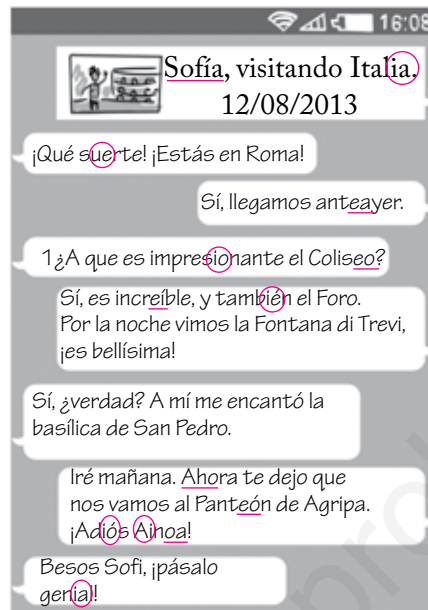 16:08
Sofía, visitando Italia.
12/08/2013
¡Qué suerte! ¡Estás en Roma!
Sí, llegamos anteayer.
1¿A que es impresionante el Coliseo?
Sí, es increíble, y también el Foro.
Por la noche vimos la Fontana di Trevi,
¡es bellísima!
Sí, ¿verdad? A mí me encantó la
basílica de San Pedro.
Iré mañana. Ahora te dejo que
nos vamos al Panteón de Agripa.
¡Adiós Ainoa!
Besos Sofi, ¡pásalo
genial!